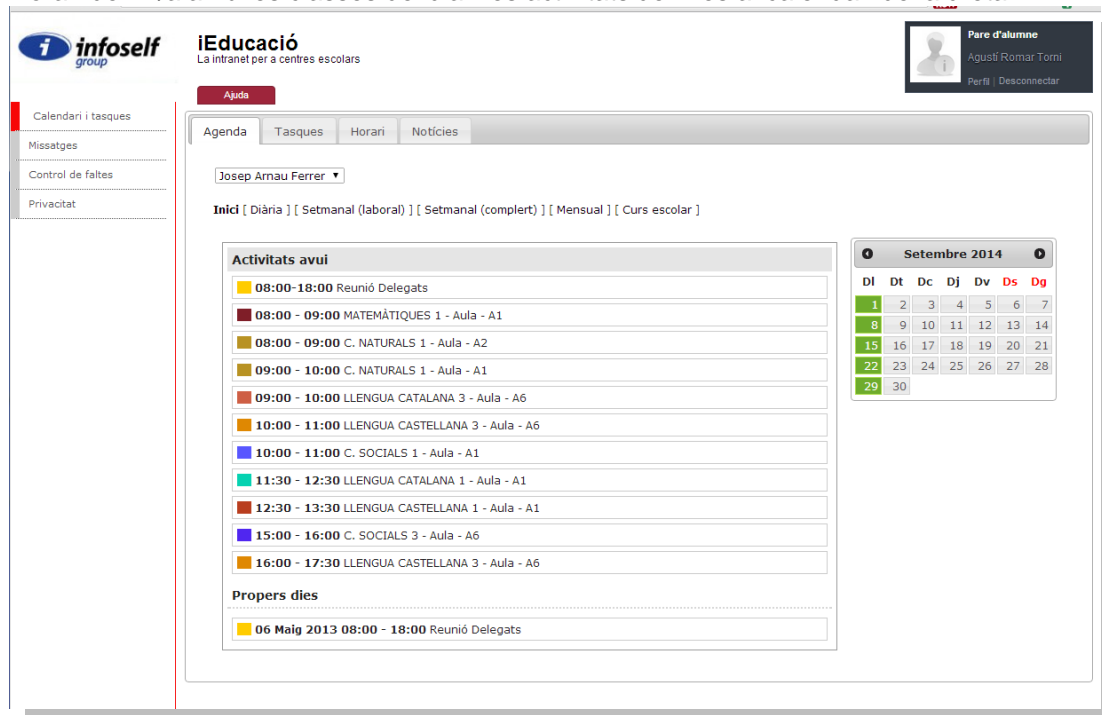 infoself
group
iEducació
La intranet per a centres escolars
Pare d'alumne
Agustí Romar Torni
Perfil | Desconnectar
Ajuda
Calendari i tasques
Missatges
Control de faltes
Privacitat
Agenda Tasques Horari Notícies
Josep Arnau Ferrer
Inici [ Diària ] [ Setmanal (laboral) ] [ Setmanal (complert) ] [ Mensual ] [ Curs escolar ]
Activitats avui
08:00-18:00 Reunió Delegats
08:00 - 09:00 MATEMÀTIQUES 1 - Aula - A1
08:00 - 09:00 C. NATURALS 1 - Aula - A2
09:00 - 10:00 C. NATURALS 1 - Aula - A1
09:00 - 10:00 LLENGUA CATALANA 3 - Aula - A6
10:00 - 11:00 LLENGUA CASTELLANA 3 - Aula - A6
10:00 - 11:00 C. SOCIALS 1 - Aula - A1
11:30 - 12:30 LLENGUA CATALANA 1 - Aula - A1
12:30 - 13:30 LLENGUA CASTELLANA 1 - Aula - A1
15:00 - 16:00 C. SOCIALS 3 - Aula - A6
16:00 - 17:30 LLENGUA CASTELLANA 3 - Aula - A6
Propers dies
06 Maig 2013 08:00 - 18:00 Reunió Delegats
Setembre 2014
Dl Dt Dc Dj Dv Ds Dg
1 2 3 4 5 6 7
8 9 10 11 12 13 14
15 16 17 18 19 20 21
22 23 24 25 26 27 28
29 30